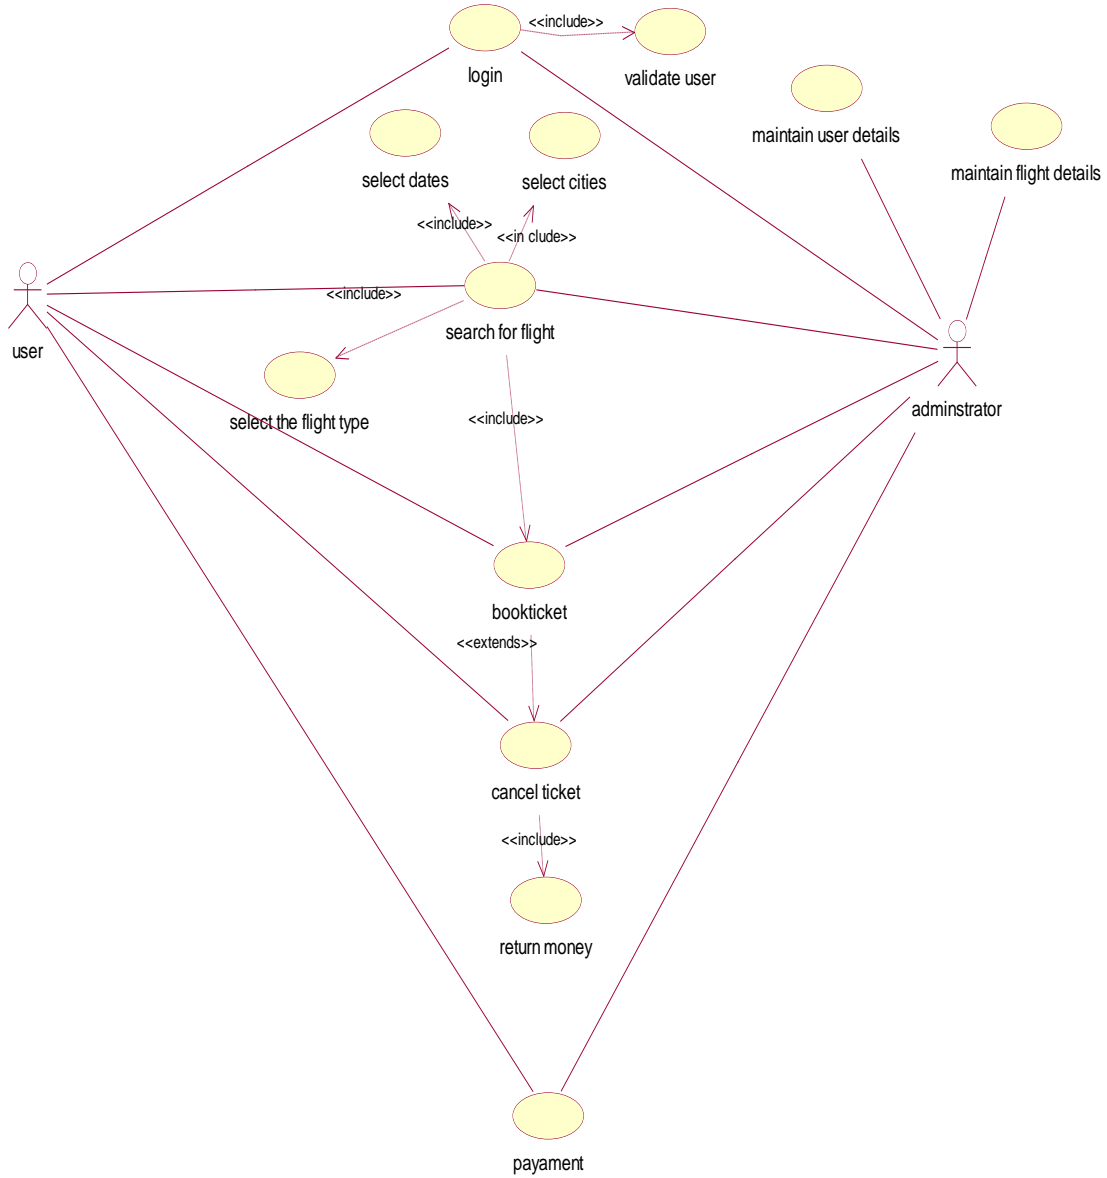 <<include>>
login
validate user
maintain user details
maintain flight details
select dates
select cities
<<include>>
<<in clude>>
<<include>>
search for flight
user
adminstrator
select the flight type
<<include>>
bookticket
<<extends>>
cancel ticket
<<include>>
return money
payament